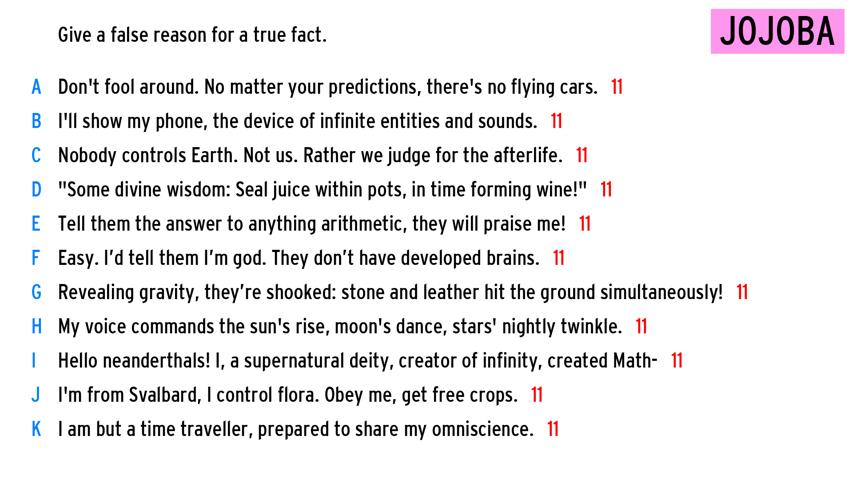 Give a false reason for a true fact.
JOJOBA
A Don't fool around. No matter your predictions, there's no flying cars. 11
B I'll show my phone, the device of infinite entities and sounds. 11
C Nobody controls Earth. Not us. Rather we judge for the afterlife. 11
D "Some divine wisdom: Seal juice within pots, in time forming wine!" 11
E Tell them the answer to anything arithmetic, they will praise me! 11
F Easy. I’d tell them I’m god. They don’t have developed brains. 11
G Revealing gravity, they’re shooked: stone and leather hit the ground simultaneously! 11
H My voice commands the sun's rise, moon's dance, stars' nightly twinkle. 11
I Hello neanderthals! I, a supernatural deity, creator of infinity, created Math- 11
J I'm from Svalbard, I control flora. Obey me, get free crops. 11
K I am but a time traveller, prepared to share my omniscience. 11